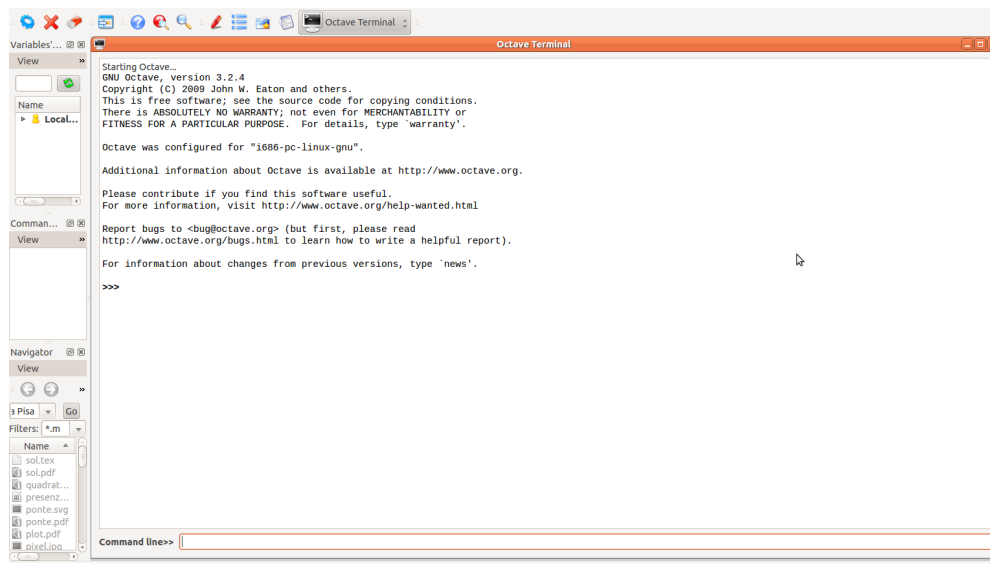 Octave Terminal
Variables'...
View
Name
Local...
Comman...
View
Navigator
View
a Pisa
Go
Filters: *.m
Name
sol.tex
sol.pdf
quadrat...
presenz...
ponte.svg
ponte.pdf
plot.pdf
pixel.jpg
Octave Terminal
Starting Octave...
GNU Octave, version 3.2.4
Copyright (C) 2009 John W. Eaton and others.
This is free software; see the source code for copying conditions.
There is ABSOLUTELY NO WARRANTY; not even for MERCHANTABILITY or
FITNESS FOR A PARTICULAR PURPOSE.  For details, type `warranty'.
Octave was configured for "i686-pc-linux-gnu".
Additional information about Octave is available at http://www.octave.org.
Please contribute if you find this software useful.
For more information, visit http://www.octave.org/help-wanted.html
Report bugs to <bug@octave.org> (but first, please read
http://www.octave.org/bugs.html to learn how to write a helpful report).
For information about changes from previous versions, type `news'.
>>>
Command line>>